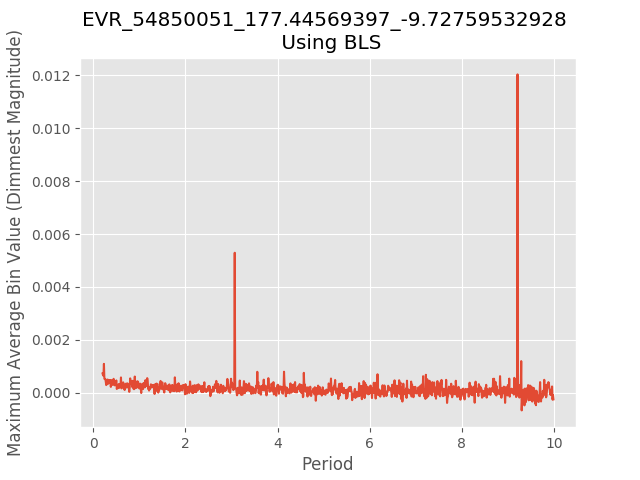 EVR_54850051_177.44569397_-9.72759532928
Using BLS
Maximum Average Bin Value (Dimmest Magnitude)
0.012
0.010
0.008
0.006
0.004
0.002
0.000
0 2 4 6 8 10
Period